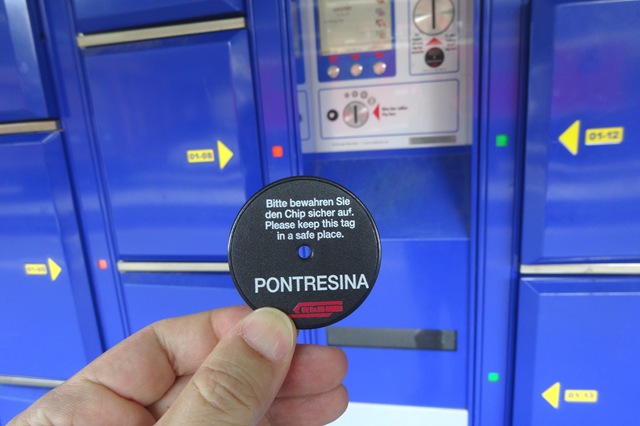 01-08
01-12
Bitte bewahren Sie
den Chip sicher auf.
Please keep this tag
in a safe place.
PONTRESINA